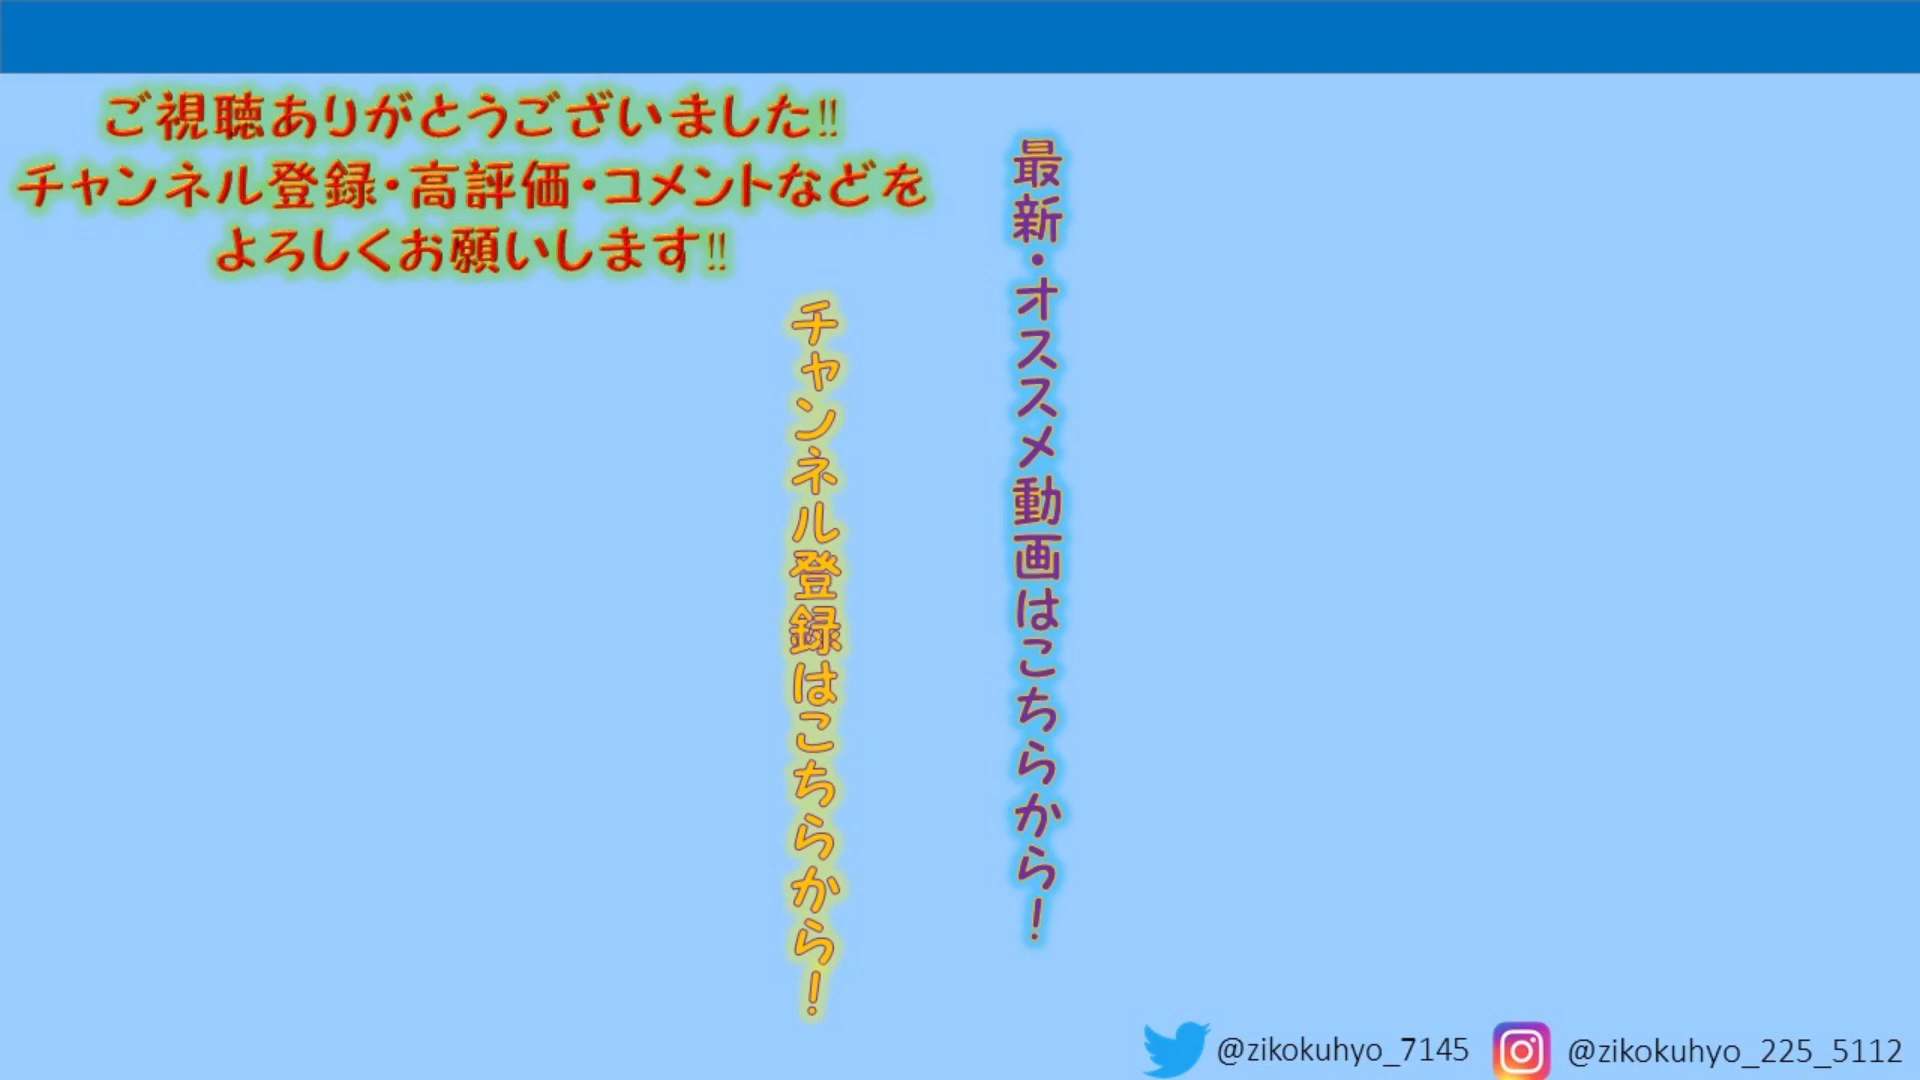 ご視聴ありがとうございました‼
チャンネル登録・高評価・コメントなどを
よろしくお願いします‼
最新・オススメ動画はこちらから！
チャンネル登録はこちらから！
@zikokuhyo_7145
@zikokuhyo_225_5112